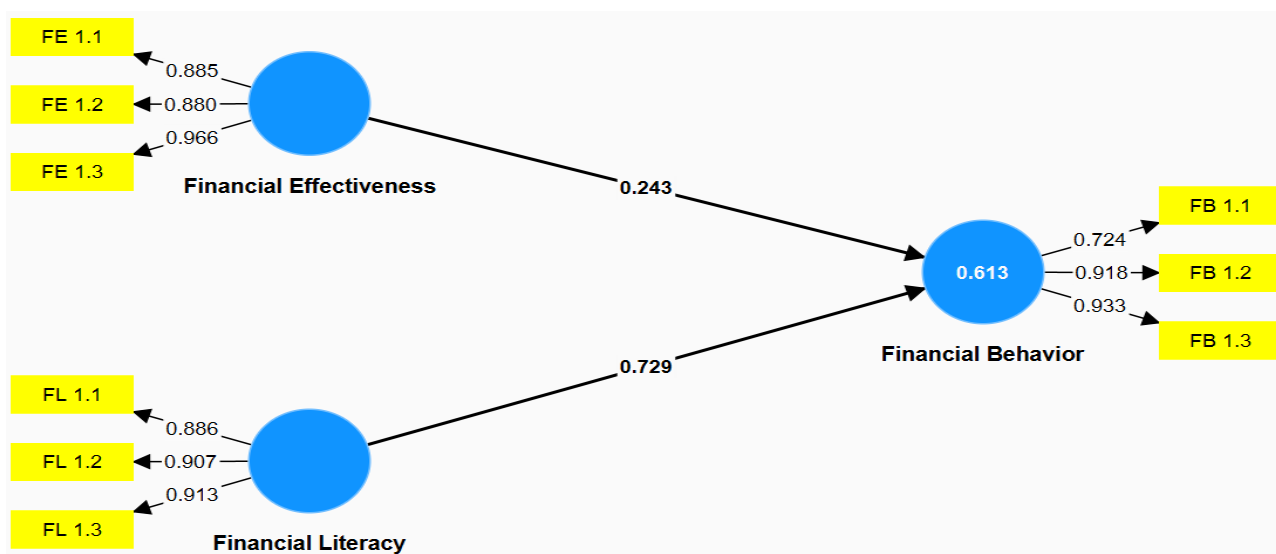 FE 1.1
0.885
FE 1.2
0.880
0.966
FE 1.3
Financial Effectiveness
0.243
FB 1.1
0.724
0.613
0.918
FB 1.2
0.933
FB 1.3
Financial Behavior
0.729
FL 1.1
0.886
FL 1.2
0.907
0.913
FL 1.3
Financial Literacy